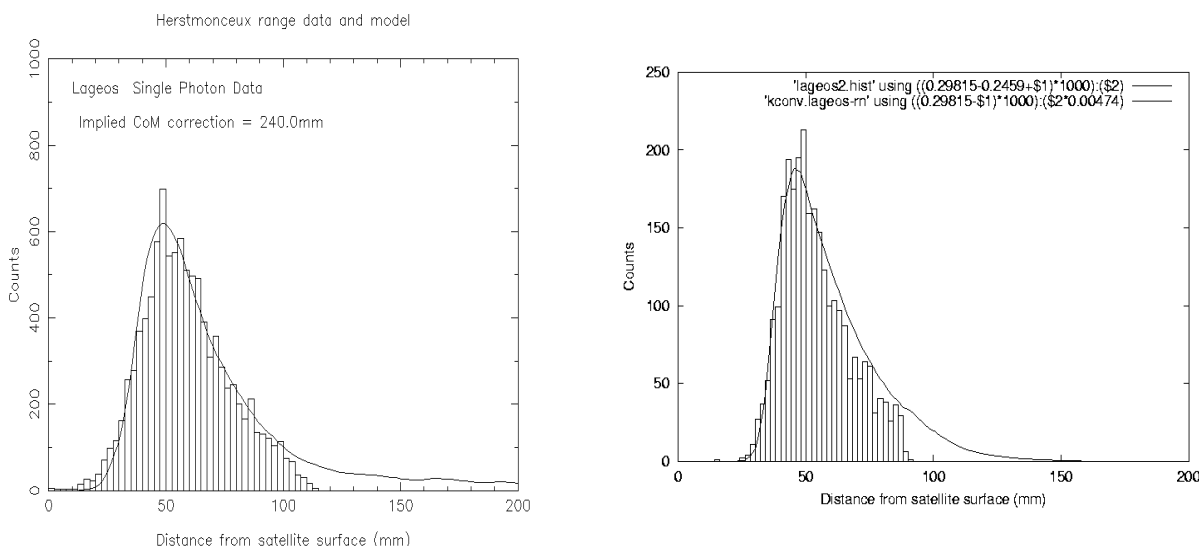 Herstmonceux range data and model
Lageos Single Photon Data
Implied CoM correction = 240.0mm
Counts
0
200
400
600
800
1000
0
50
100
150
200
Distance from satellite surface (mm)
'lageos2.hist' using ((0.29815-0.2459+$1)*1000):($2)
'kconv.lageos-rn' using ((0.29815-$1)*1000):($2*0.00474)
Counts
250
200
150
100
50
0
0
50
100
150
200
Distance from satellite surface (mm)